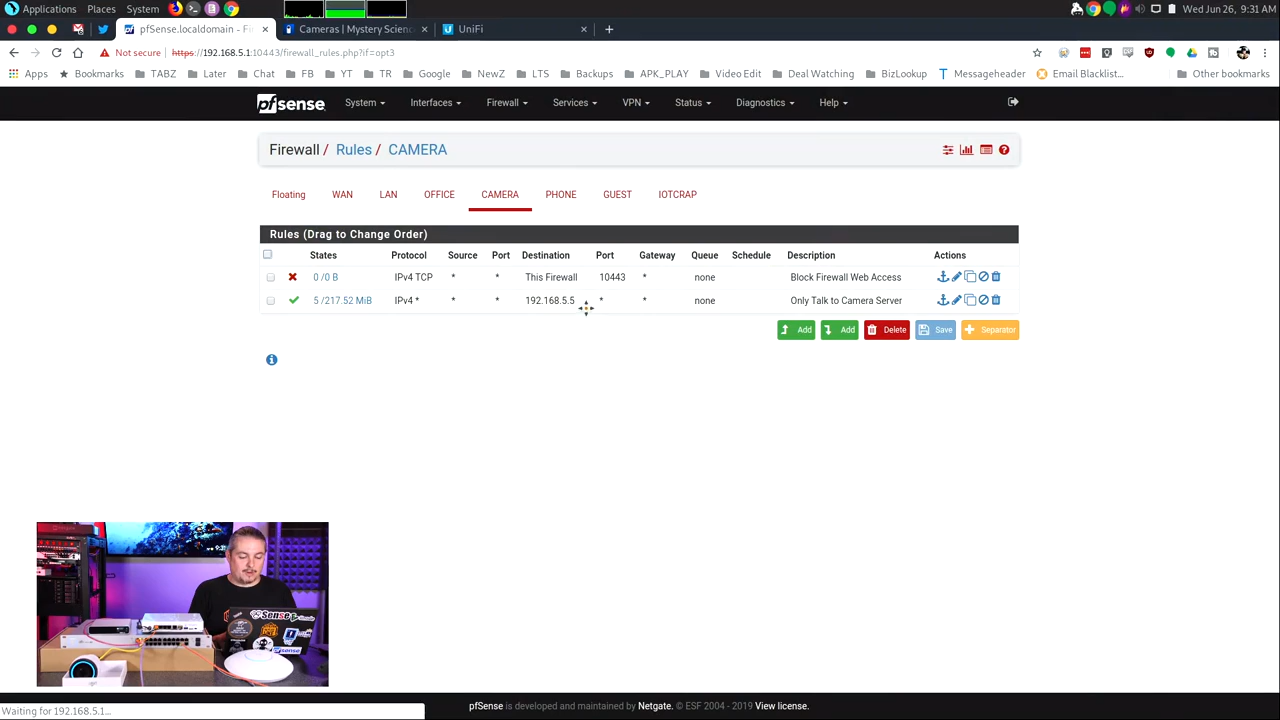 Applications Places System Wed Jun 26, 9:31 AM
pfSense.localdomain - Fi × Cameras | Mystery Scienc × UniFi ×
Not secure https://192.168.5.1:10443/firewall_rules.php?if=opt3
Apps Bookmarks TABZ Later Chat FB YT TR Google NewZ LTS Backups APK_PLAY Video Edit Deal Watching BizLookup Messageheader Email Blacklist... Other bookmarks
pfsense System Interfaces Firewall Services VPN Status Diagnostics Help
Firewall / Rules / CAMERA
Floating WAN LAN OFFICE CAMERA PHONE GUEST IOTCRAP
Rules (Drag to Change Order)
States Protocol Source Port Destination Port Gateway Queue Schedule Description Actions
0 /0 B IPv4 TCP * * This Firewall 10443 * none Block Firewall Web Access
5 /217.52 MiB IPv4 * * * 192.168.5.5 * * none Only Talk to Camera Server
Add Add Delete Save Separator
pfSense is developed and maintained by Netgate. © ESF 2004 - 2019 View license.
Waiting for 192.168.5.1...